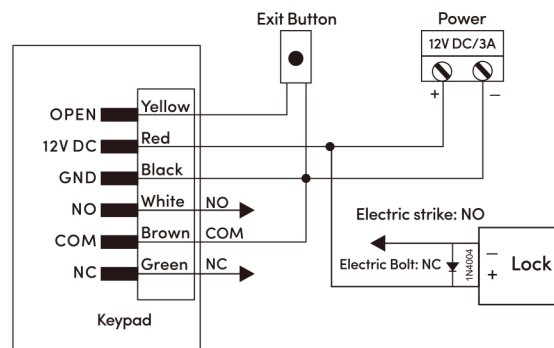 Exit Button
Power
12V DC/3A
+ −
OPEN Yellow
12V DC Red
GND Black
NO White NO
COM Brown COM
NC Green NC
Keypad
Electric strike: NO
Electric Bolt: NC
1N4004
−
+
Lock